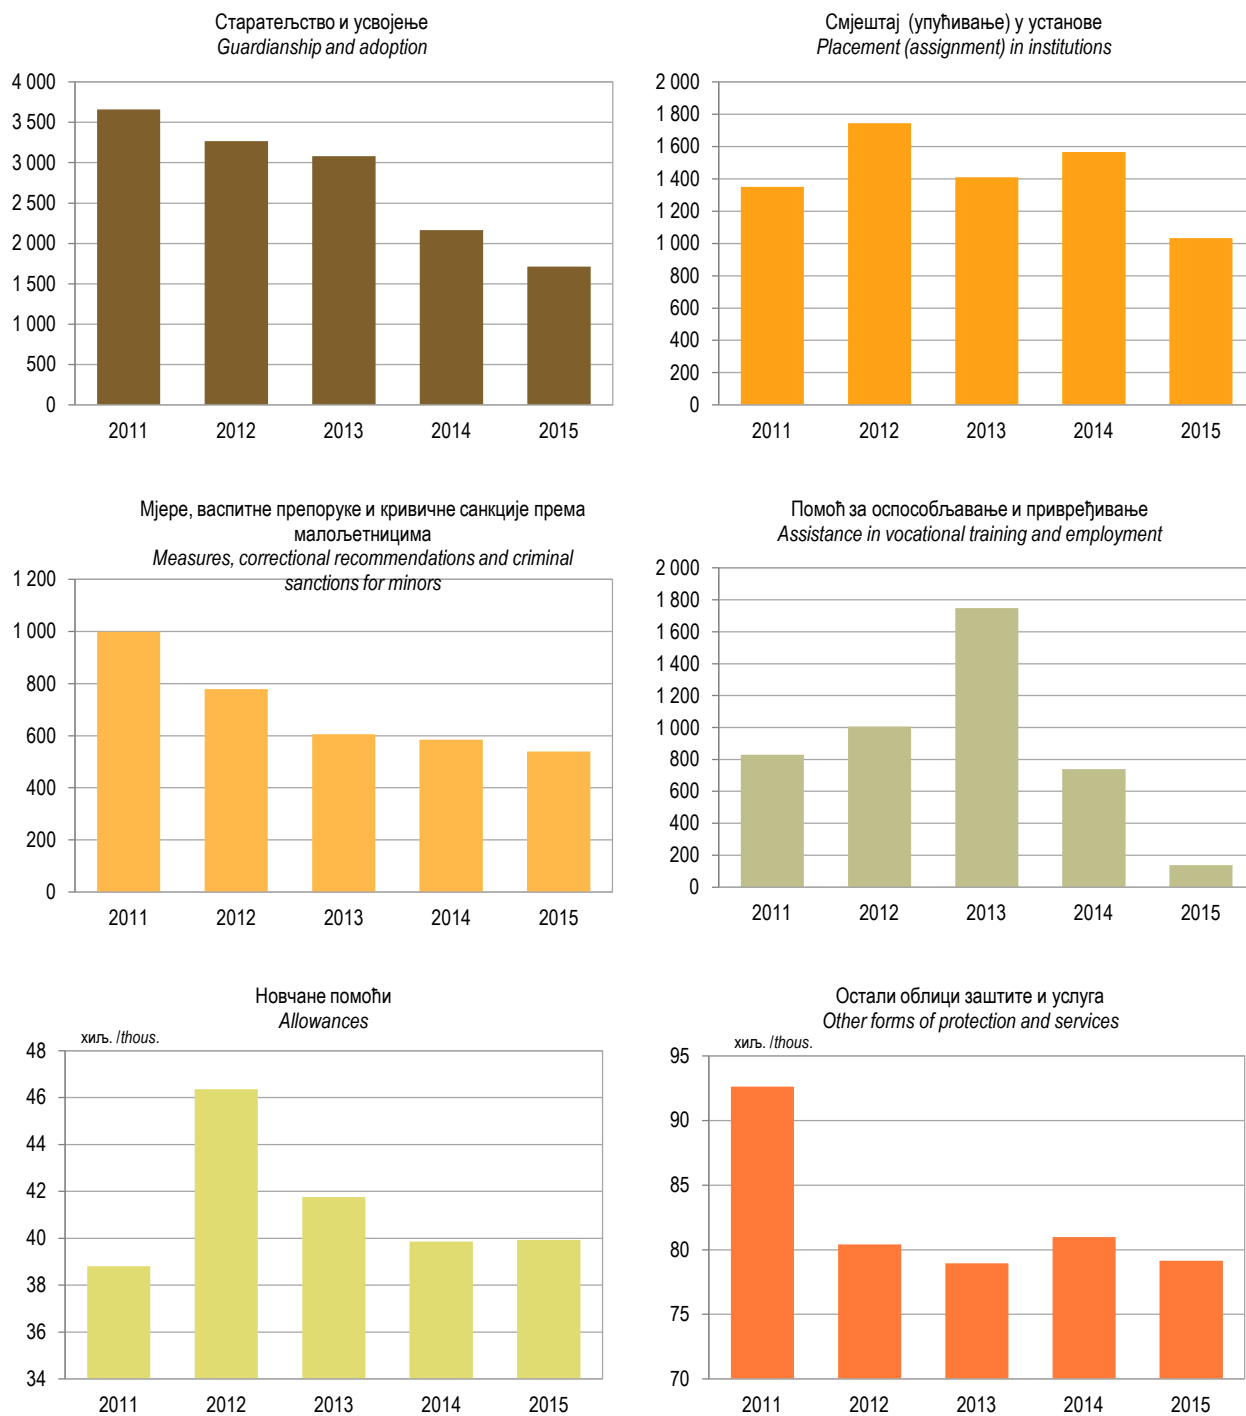 Старатељство и усвојење
Guardianship and adoption
4 000
3 500
3 000
2 500
2 000
1 500
1 000
500
0
2011 2012 2013 2014 2015
Смјештај (упућивање) у установе
Placement (assignment) in institutions
2 000
1 800
1 600
1 400
1 200
1 000
800
600
400
200
0
2011 2012 2013 2014 2015
Мјере, васпитне препоруке и кривичне санкције према
малољетницима
Measures, correctional recommendations and criminal
sanctions for minors
1 200
1 000
800
600
400
200
0
2011 2012 2013 2014 2015
Помоћ за оспособљавање и привређивање
Assistance in vocational training and employment
2 000
1 800
1 600
1 400
1 200
1 000
800
600
400
200
0
2011 2012 2013 2014 2015
Новчане помоћи
Allowances
хиљ. /thous.
48
46
44
42
40
38
36
34
2011 2012 2013 2014 2015
Остали облици заштите и услуга
Other forms of protection and services
хиљ. /thous.
95
90
85
80
75
70
2011 2012 2013 2014 2015